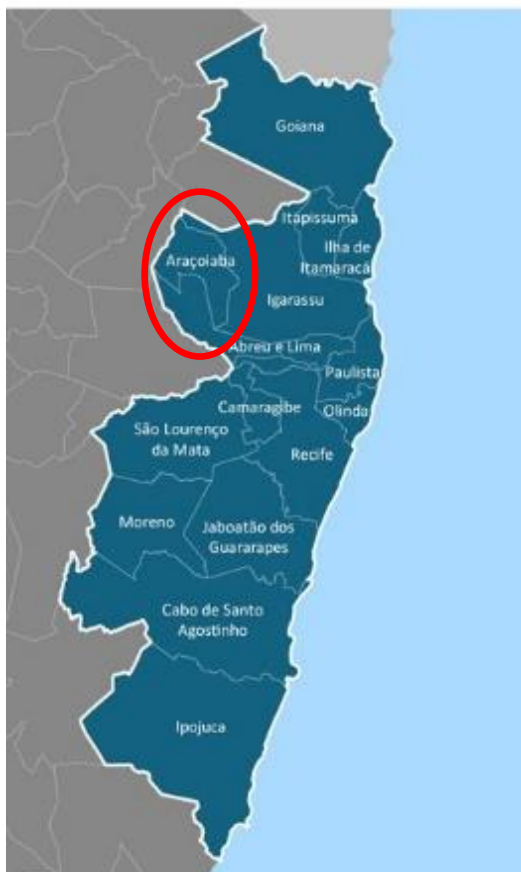 Goiana
Itapissuma
Ilha de
Itamaracá
Araçoiaba
Igarassu
Abreu e Lima
Paulista
Camaragibe
Olinda
São Lourenço
da Mata
Recife
Moreno
Jaboatão dos
Guararapes
Cabo de Santo
Agostinho
Ipojuca